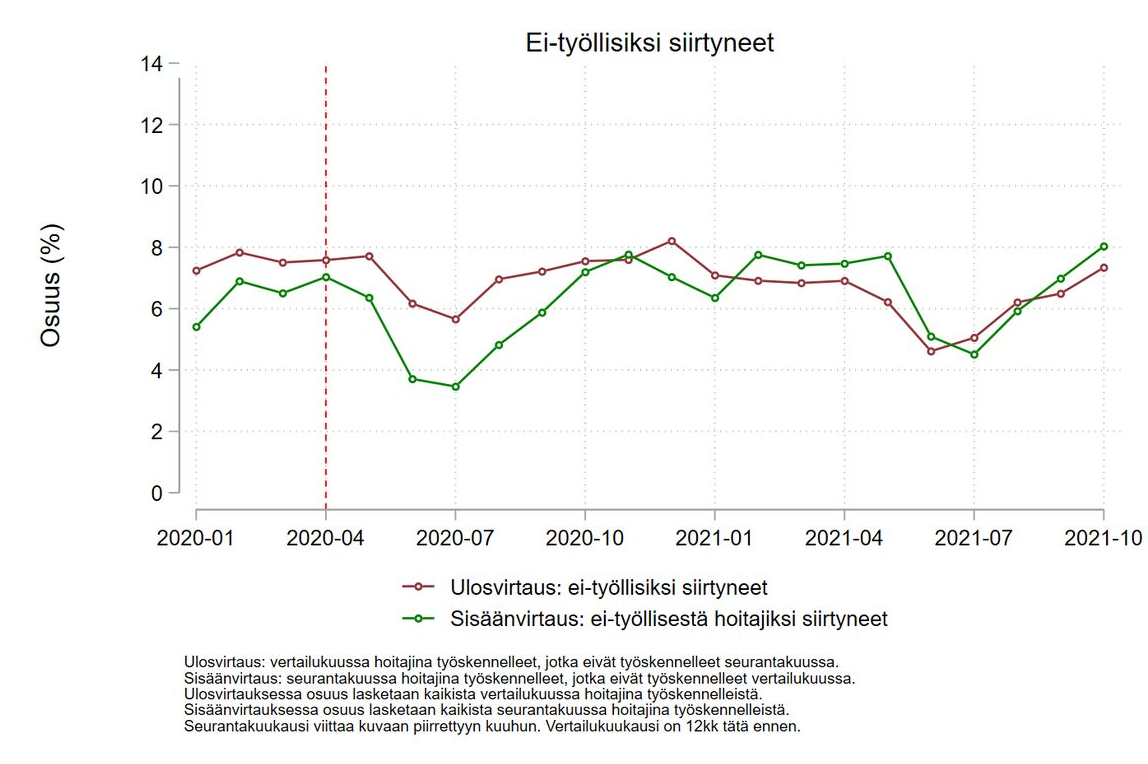 Ei-työllisiksi siirtyneet
Osuus (%)
14
12
10
8
6
4
2
0
2020-01 2020-04 2020-07 2020-10 2021-01 2021-04 2021-07 2021-10
Ulosvirtaus: ei-työllisiksi siirtyneet
Sisäänvirtaus: ei-työllisestä hoitajiksi siirtyneet
Ulosvirtaus: vertailukuussa hoitajina työskennelleet, jotka eivät työskennelleet seurantakuussa.
Sisäänvirtaus: seurantakuussa hoitajina työskennelleet, jotka eivät työskennelleet vertailukuussa.
Ulosvirtauksessa osuus lasketaan kaikista vertailukuussa hoitajina työskennelleistä.
Sisäänvirtauksessa osuus lasketaan kaikista seurantakuussa hoitajina työskennelleistä.
Seurantakuukausi viittaa kuvaan piirrettyyn kuuhun. Vertailukuukausi on 12kk tätä ennen.